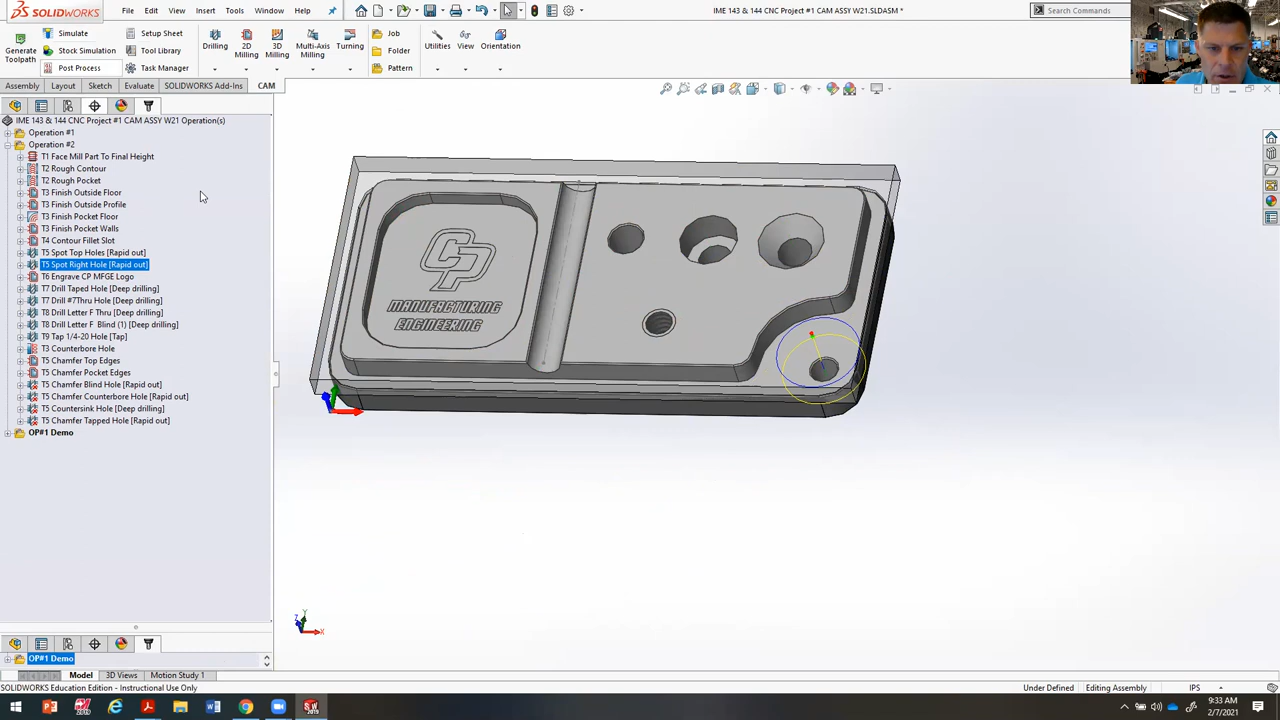 SOLIDWORKS
File Edit View Insert Tools Window Help
IME 143 & 144 CNC Project #1 CAM ASSY W21.SLDASM *
Search Commands
Generate Toolpath
Simulate
Stock Simulation
Post Process
Setup Sheet
Tool Library
Task Manager
Drilling
2D Milling
3D Milling
Multi-Axis Milling
Turning
Job
Folder
Pattern
Utilities
View
Orientation
Assembly Layout Sketch Evaluate SOLIDWORKS Add-Ins CAM
IME 143 & 144 CNC Project #1 CAM ASSY W21 Operation(s)
Operation #1
Operation #2
T1 Face Mill Part To Final Height
T2 Rough Contour
T2 Rough Pocket
T3 Finish Outside Floor
T3 Finish Outside Profile
T3 Finish Pocket Floor
T3 Finish Pocket Walls
T4 Contour Fillet Slot
T5 Spot Top Holes [Rapid out]
T5 Spot Right Hole [Rapid out]
T6 Engrave CP MFGE Logo
T7 Drill Taped Hole [Deep drilling]
T7 Drill #7Thru Hole [Deep drilling]
T8 Drill Letter F Thru [Deep drilling]
T8 Drill Letter F Blind (1) [Deep drilling]
T9 Tap 1/4-20 Hole [Tap]
T3 Counterbore Hole
T5 Chamfer Top Edges
T5 Chamfer Pocket Edges
T5 Chamfer Blind Hole [Rapid out]
T5 Chamfer Counterbore Hole [Rapid out]
T5 Countersink Hole [Deep drilling]
T5 Chamfer Tapped Hole [Rapid out]
OP#1 Demo
CP
MANUFACTURING
ENGINEERING
Y
Z
X
OP#1 Demo
Model 3D Views Motion Study 1
SOLIDWORKS Education Edition - Instructional Use Only
Under Defined Editing Assembly IPS
9:33 AM
2/7/2021